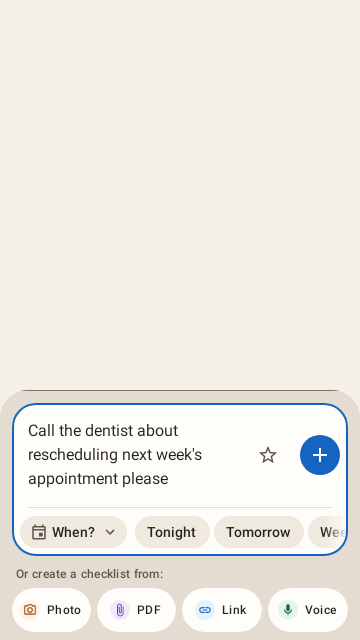 Call the dentist about
rescheduling next week's
appointment please
When? Tonight Tomorrow
Or create a checklist from:
Photo PDF Link Voice